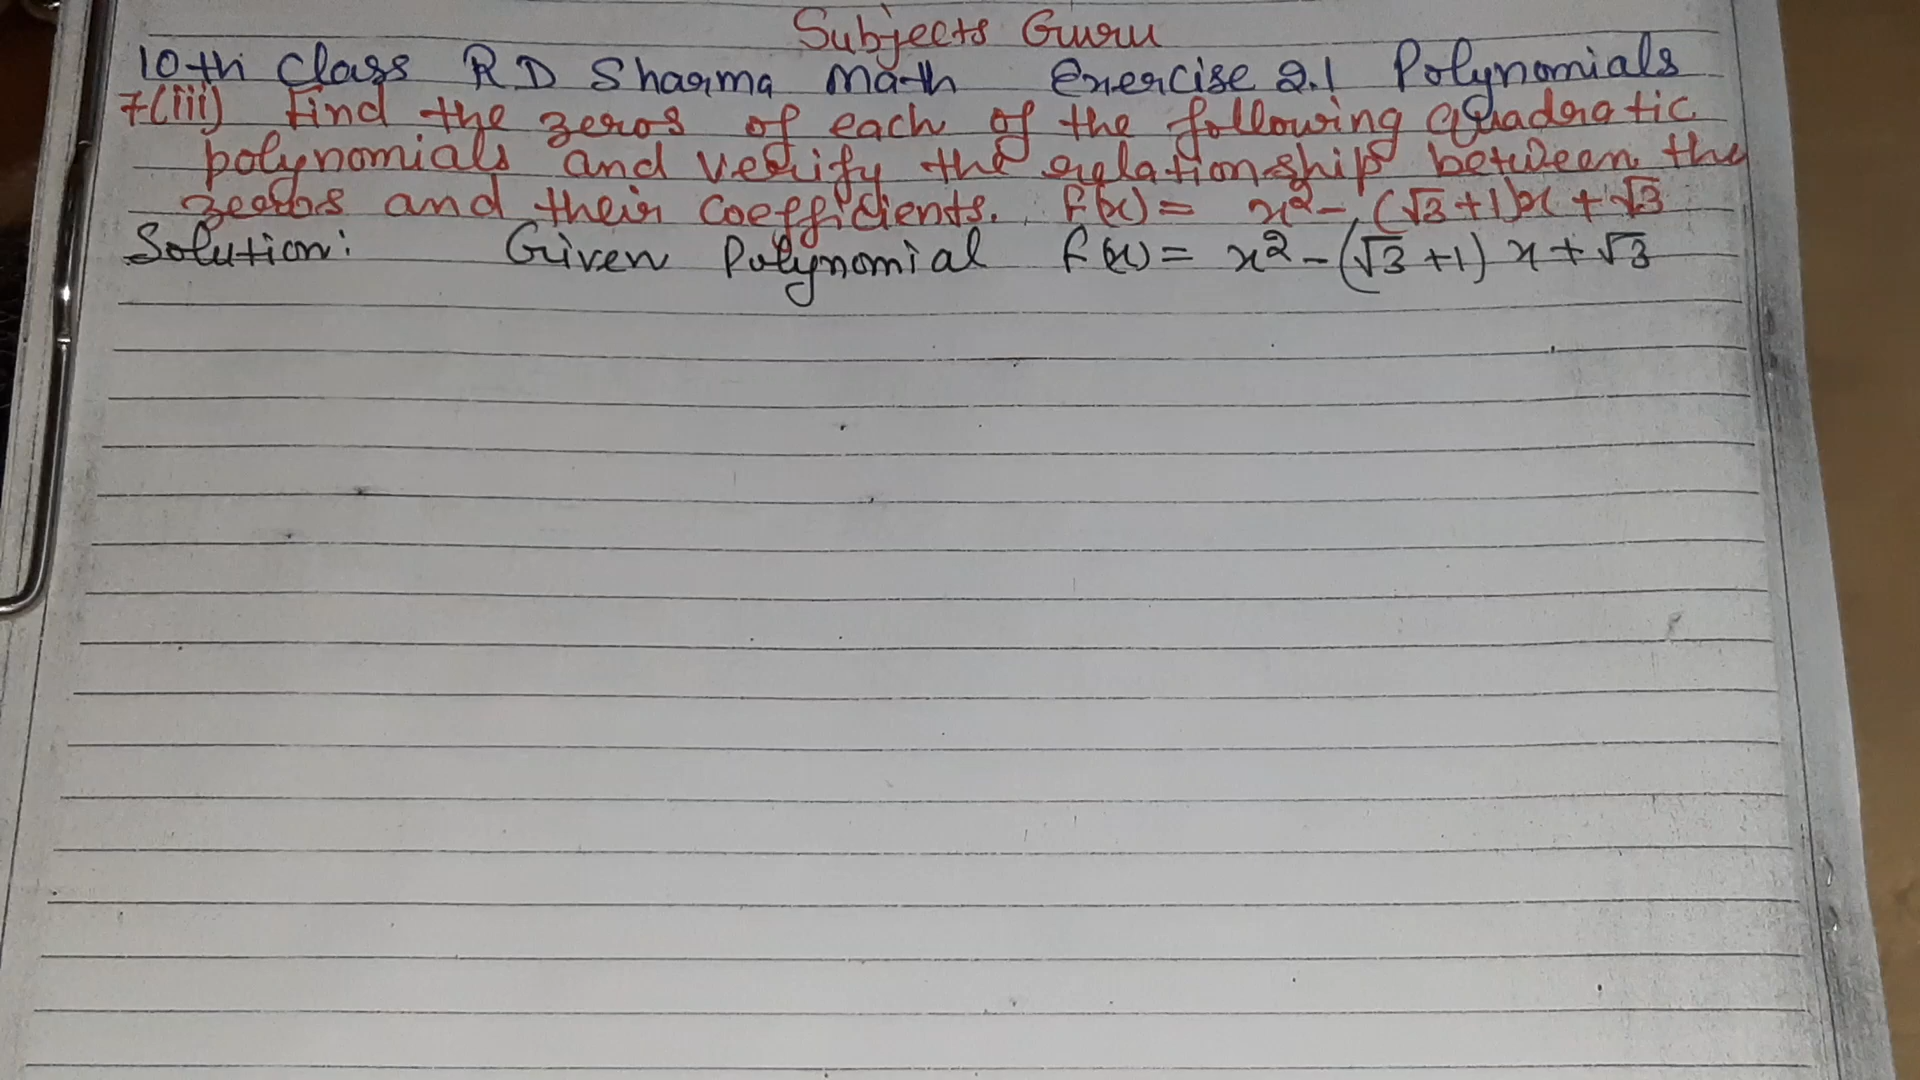 Subjects Guru
10th Class RD Sharma Math Exercise 2.1 Polynomials
7(iii) Find the zeros of each of the following quadratic
polynomials and verify the relationship between the
zeros and their coefficients. f(x) = x² - (√3+1)x + √3
Solution: Given Polynomial f(x) = x² - (√3+1) x + √3